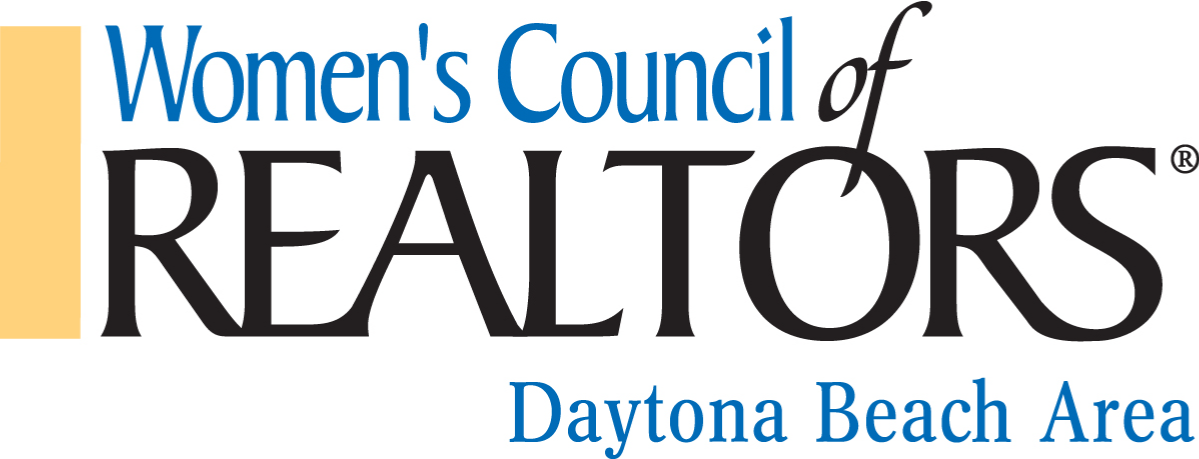 Women's Council of
REALTORS®
Daytona Beach Area